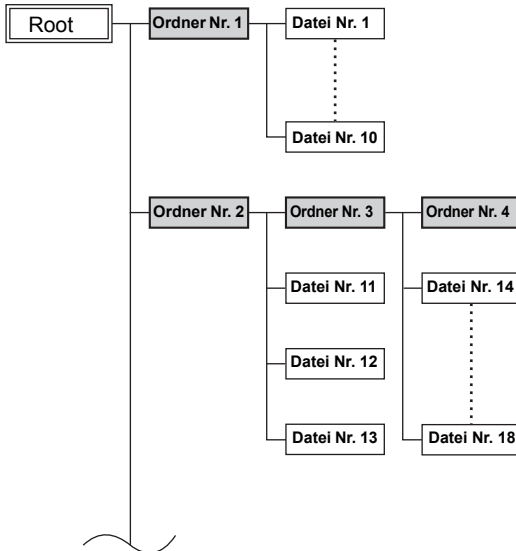 Root
Ordner Nr. 1
Datei Nr. 1
Datei Nr. 10
Ordner Nr. 2
Ordner Nr. 3
Ordner Nr. 4
Datei Nr. 11
Datei Nr. 14
Datei Nr. 12
Datei Nr. 13
Datei Nr. 18